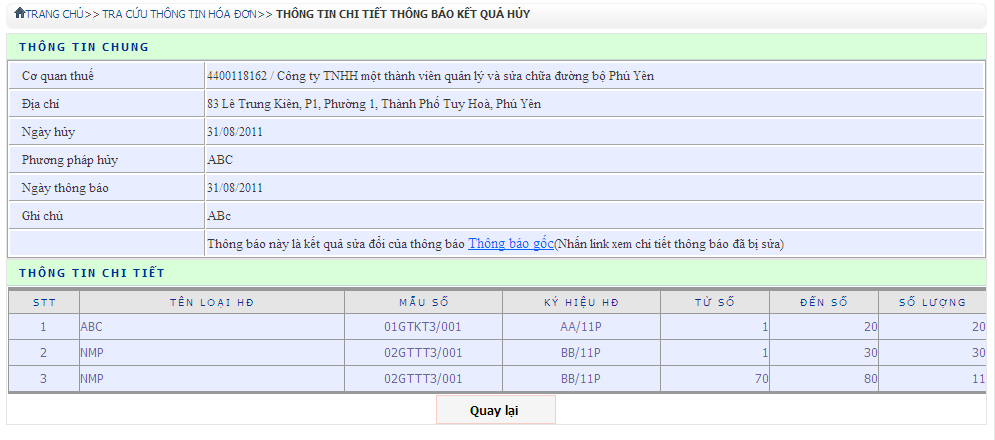 TRANG CHỦ>> TRA CỨU THÔNG TIN HÓA ĐƠN>> THÔNG TIN CHI TIẾT THÔNG BÁO KẾT QUẢ HỦY
THÔNG TIN CHUNG
Cơ quan thuế 4400118162 / Công ty TNHH một thành viên quản lý và sửa chữa đường bộ Phú Yên
Địa chỉ 83 Lê Trung Kiên, P1, Phường 1, Thành Phố Tuy Hoà, Phú Yên
Ngày hủy 31/08/2011
Phương pháp hủy ABC
Ngày thông báo 31/08/2011
Ghi chú ABc
Thông báo này là kết quả sửa đổi của thông báo Thông báo gốc(Nhấn link xem chi tiết thông báo đã bị sửa)
THÔNG TIN CHI TIẾT
STT TÊN LOẠI HĐ MẪU SỐ KÝ HIỆU HĐ TỪ SỐ ĐẾN SỐ SỐ LƯỢNG
1 ABC 01GTKT3/001 AA/11P 1 20 20
2 NMP 02GTTT3/001 BB/11P 1 30 30
3 NMP 02GTTT3/001 BB/11P 70 80 11
Quay lại